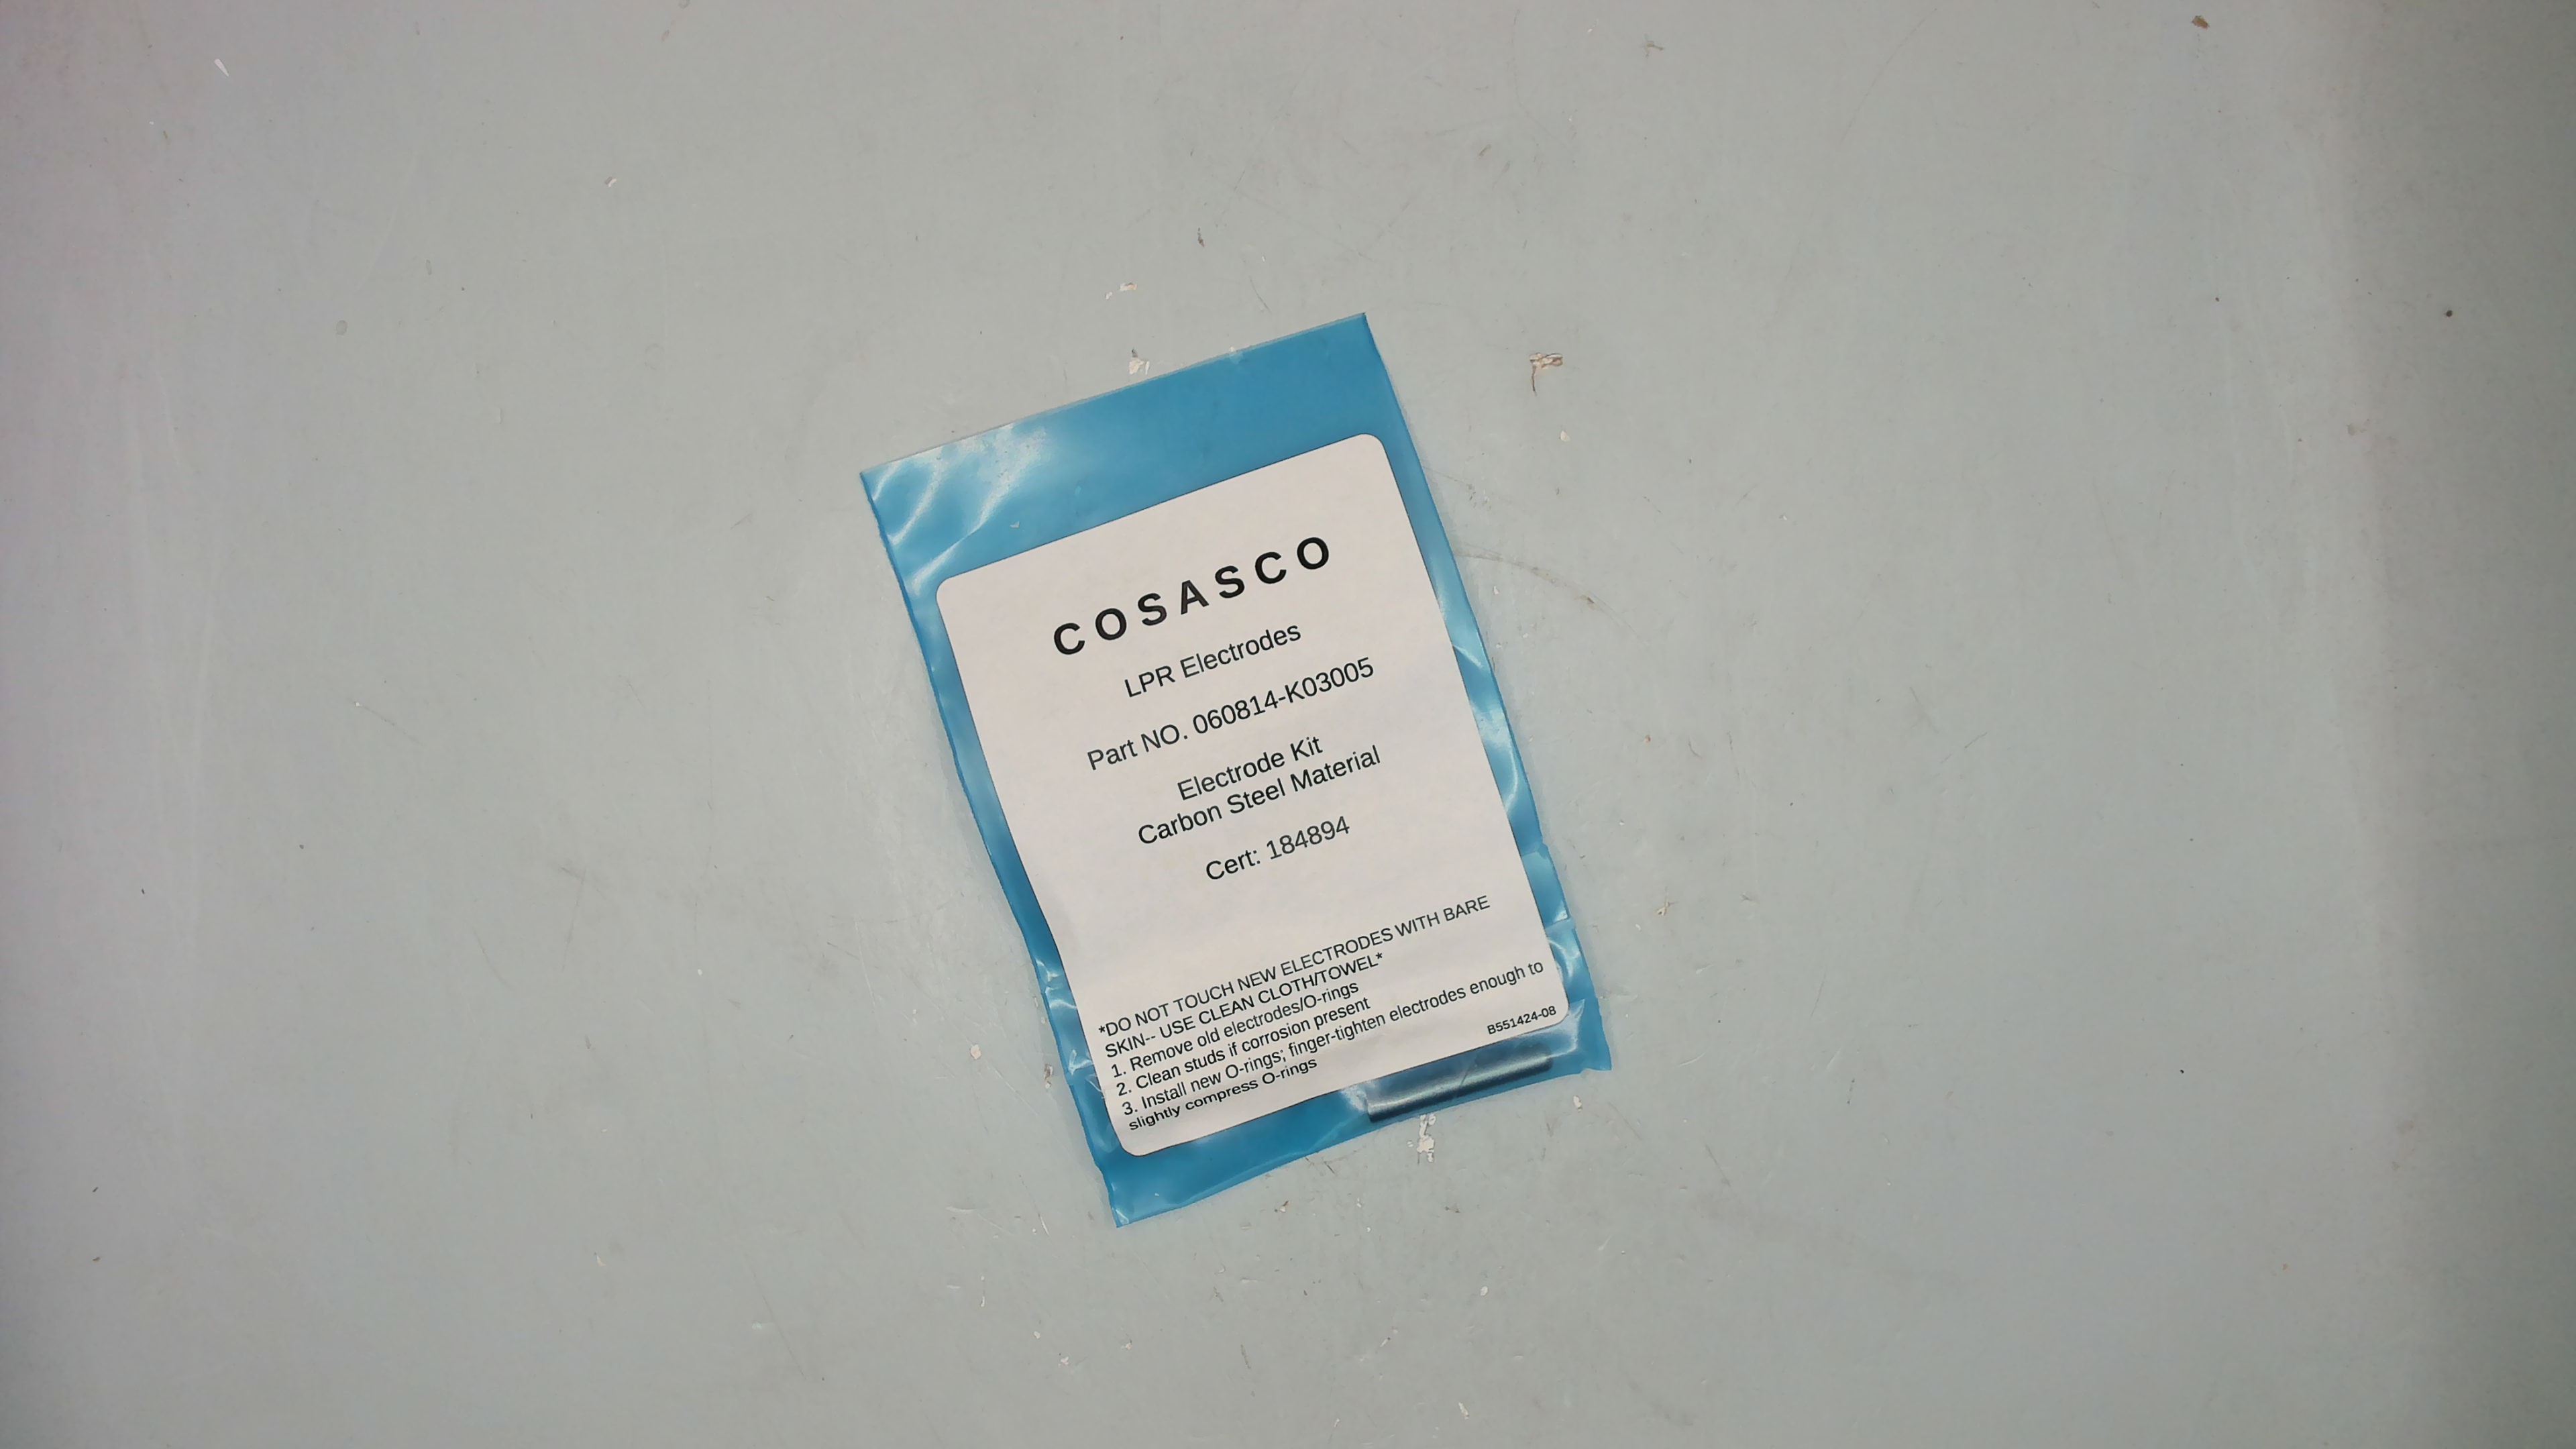 COSASCO
LPR Electrodes
Part NO. 060814-K03005
Electrode Kit
Carbon Steel Material
Cert: 184894
*DO NOT TOUCH NEW ELECTRODES WITH BARE
SKIN-- USE CLEAN CLOTH/TOWEL*
1. Remove old electrodes/O-rings
2. Clean studs if corrosion present
3. Install new O-rings; finger-tighten electrodes enough to
slightly compress O-rings
B551424-08